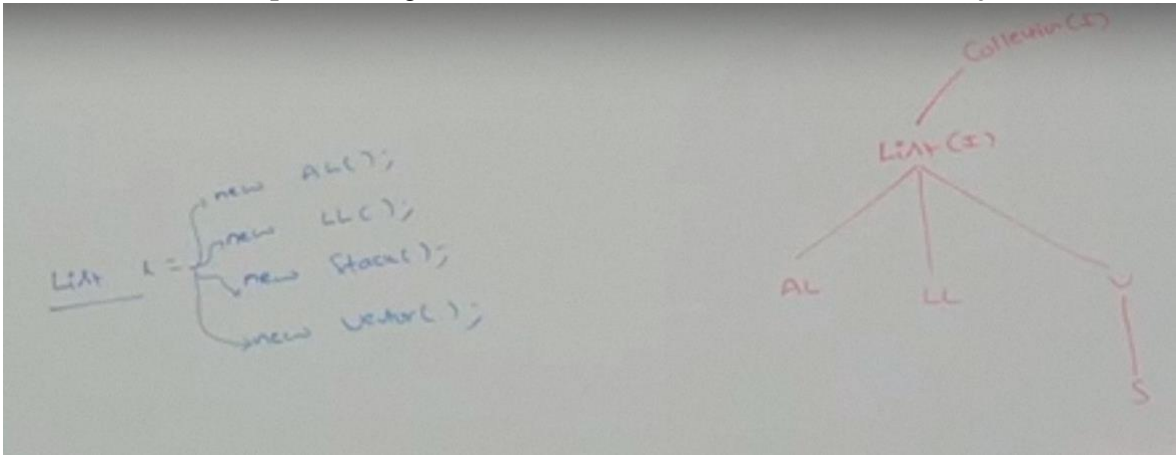 new AL();
new LL();
List l =
new Stack();
new Vector();
Collection(I)
List(I)
AL
LL
V
S